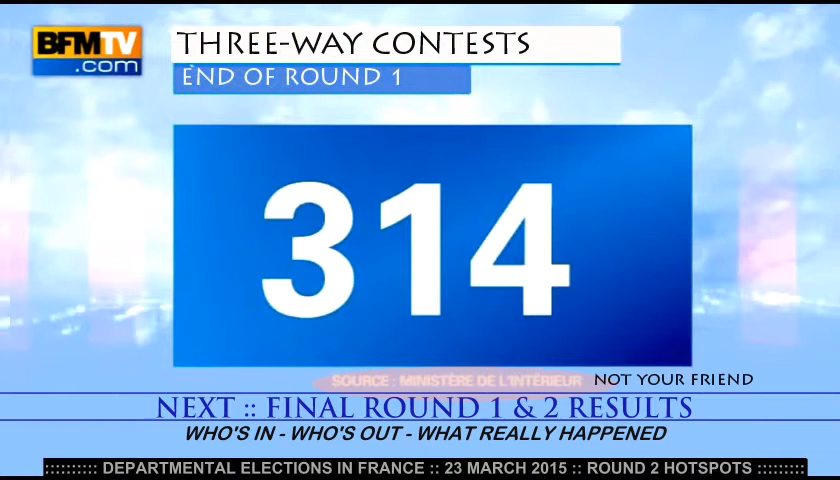 BFMTV
.com
THREE-WAY CONTESTS
END OF ROUND 1
314
SOURCE : MINISTÈRE DE L'INTÉRIEUR NOT YOUR FRIEND
NEXT :: FINAL ROUND 1 & 2 RESULTS
WHO'S IN - WHO'S OUT - WHAT REALLY HAPPENED
:::::::::: DEPARTMENTAL ELECTIONS IN FRANCE :: 23 MARCH 2015 :: ROUND 2 HOTSPOTS :::::::::